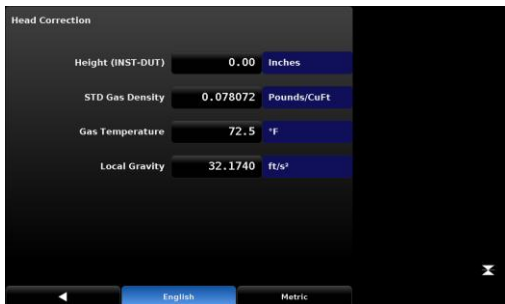 Head Correction
Height (INST-DUT) 0.00 Inches
STD Gas Density 0.078072 Pounds/CuFt
Gas Temperature 72.5 °F
Local Gravity 32.1740 ft/s²
English Metric